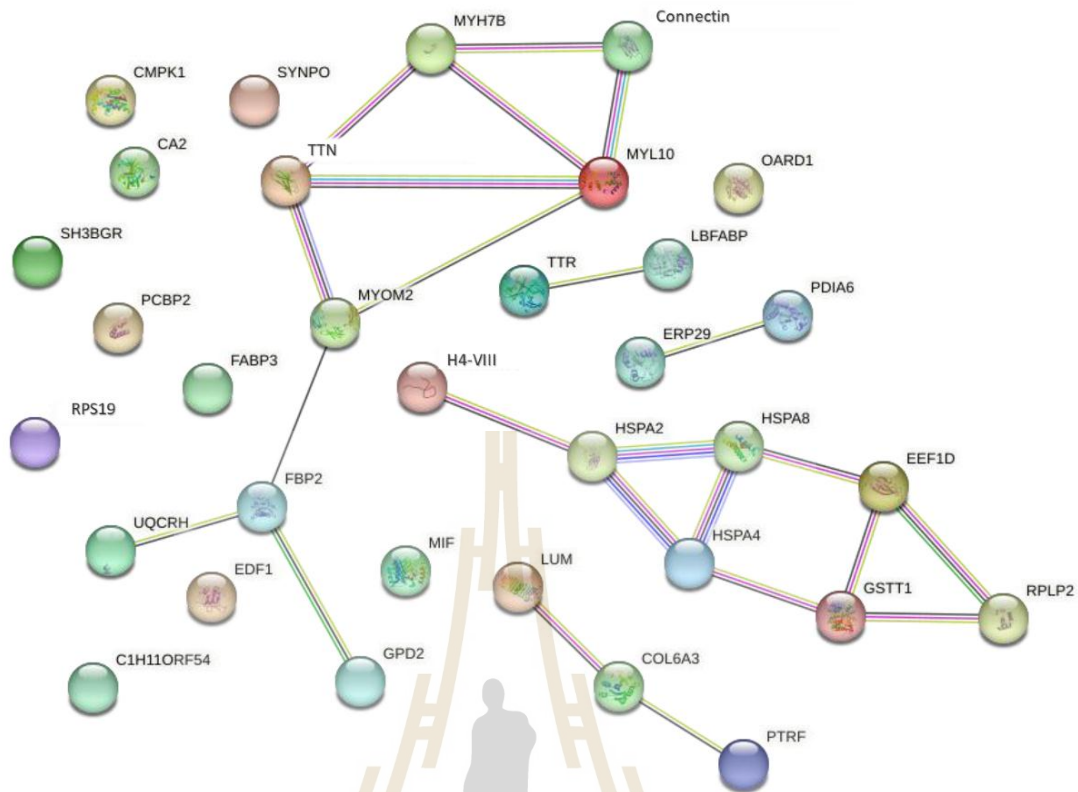 MYH7B
Connectin
CMPK1
SYNPO
CA2
TTN
MYL10
OARD1
SH3BGR
LBFABP
TTR
PDIA6
PCBP2
MYOM2
ERP29
FABP3
H4-VIII
RPS19
HSPA2
HSPA8
EEF1D
FBP2
UQCRH
HSPA4
MIF
LUM
EDF1
GSTT1
RPLP2
C1H11ORF54
GPD2
COL6A3
PTRF